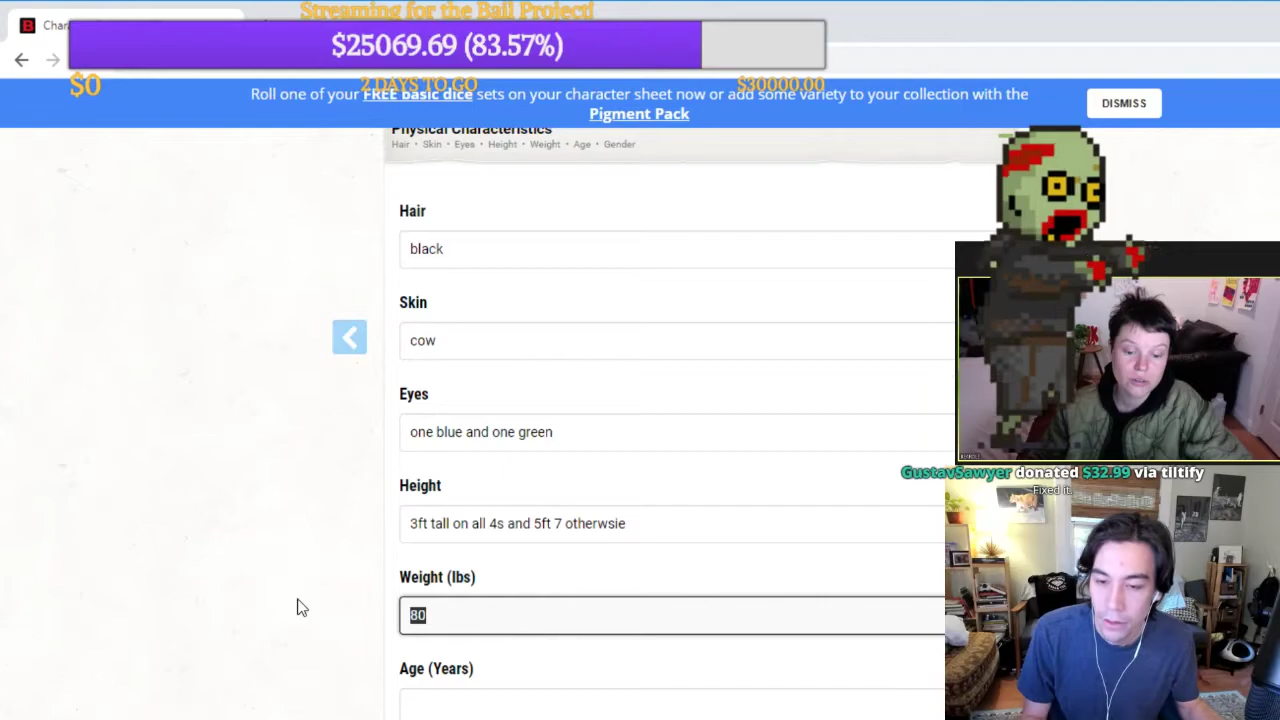 Streaming for the Bail Project!
Char
$25069.69 (83.57%)
$0
2 DAYS TO GO
$30000.00
Roll one of your FREE basic dice sets on your character sheet now or add some variety to your collection with the
Pigment Pack
DISMISS
Physical Characteristics
Hair • Skin • Eyes • Height • Weight • Age • Gender
Hair
black
Skin
cow
Eyes
one blue and one green
Height
3ft tall on all 4s and 5ft 7 otherwsie
Weight (lbs)
80
Age (Years)
GustavSawyer donated $32.99 via tiltify
Fixed it.